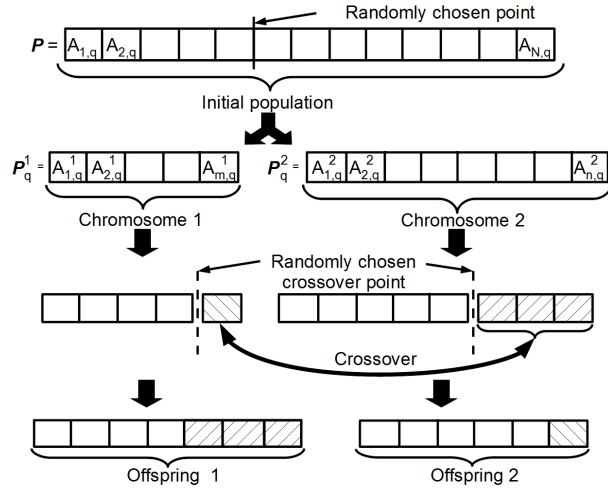 Randomly chosen point
P = A1,q A2,q AN,q
Initial population
P1q = A11,q A12,q A1m,q P2q = A21,q A22,q A2n,q
Chromosome 1 Chromosome 2
Randomly chosen
crossover point
Crossover
Offspring 1 Offspring 2